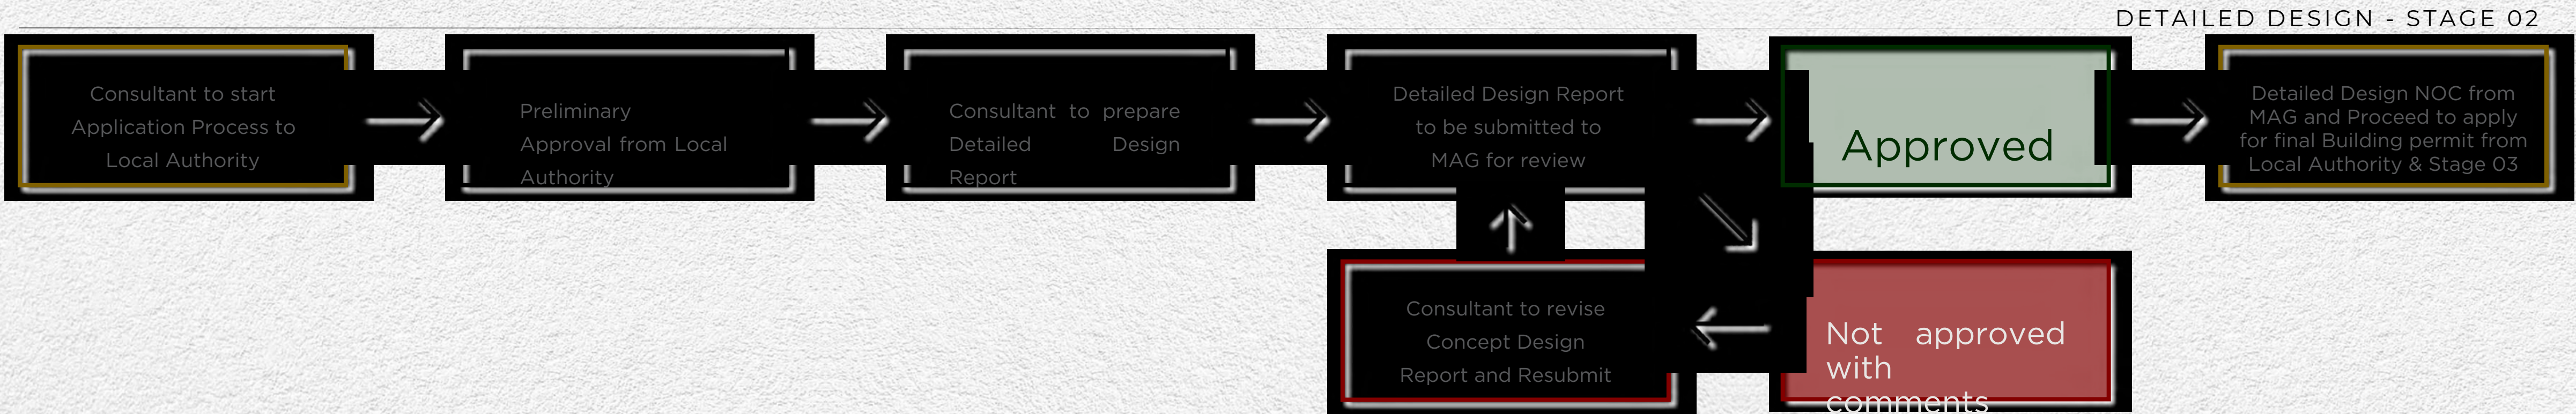 DETAILED DESIGN - STAGE 02
Consultant to start
Application Process to
Local Authority
Preliminary
Approval from Local
Authority
Consultant to prepare
Detailed Design
Report
Detailed Design Report
to be submitted to
MAG for review
Approved
Detailed Design NOC from
MAG and Proceed to apply
for final Building permit from
Local Authority & Stage 03
Consultant to revise
Concept Design
Report and Resubmit
Not approved
with
comments